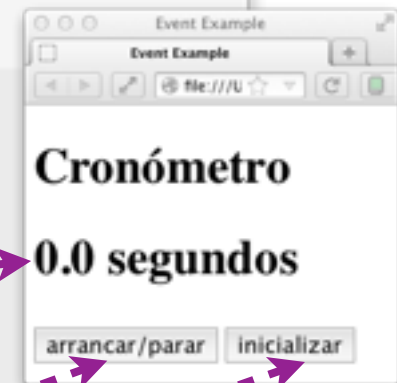 Event Example
Event Example
file:///U
Cronómetro
0.0 segundos
arrancar/parar inicializar